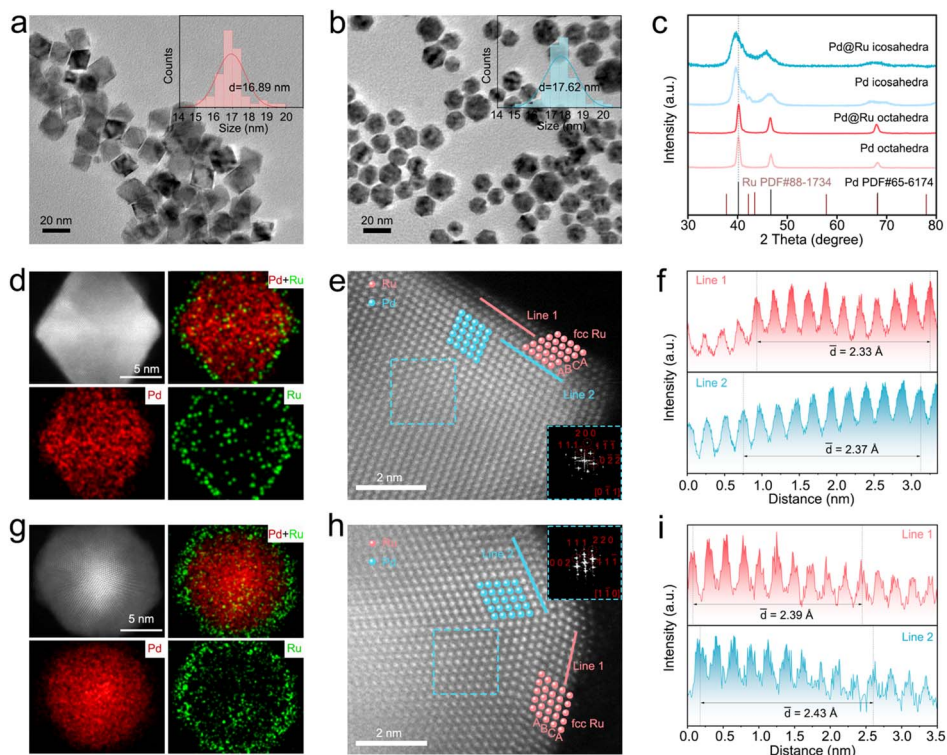 a
Counts
d=16.89 nm
14 15 16 17 18 19 20
Size (nm)
20 nm
b
Counts
d=17.62 nm
14 15 16 17 18 19 20
Size (nm)
20 nm
c
Intensity (a.u.)
Pd@Ru icosahedra
Pd icosahedra
Pd@Ru octahedra
Pd octahedra
Ru PDF#88-1734
Pd PDF#65-6174
30 40 50 60 70 80
2 Theta (degree)
d
5 nm
Pd+Ru
Pd
Ru
e
Ru
Pd
Line 1
fcc Ru
ABCA
Line 2
2 nm
f
Intensity (a.u.)
Line 1
d̄ = 2.33 Å
Line 2
d̄ = 2.37 Å
0.0 0.5 1.0 1.5 2.0 2.5 3.0
Distance (nm)
g
5 nm
Pd+Ru
Pd
Ru
h
Line 2
Line 1
ABCA
fcc Ru
2 nm
i
Intensity (a.u.)
Line 1
d̄ = 2.39 Å
Line 2
d̄ = 2.43 Å
0.0 0.5 1.0 1.5 2.0 2.5 3.0 3.5
Distance (nm)